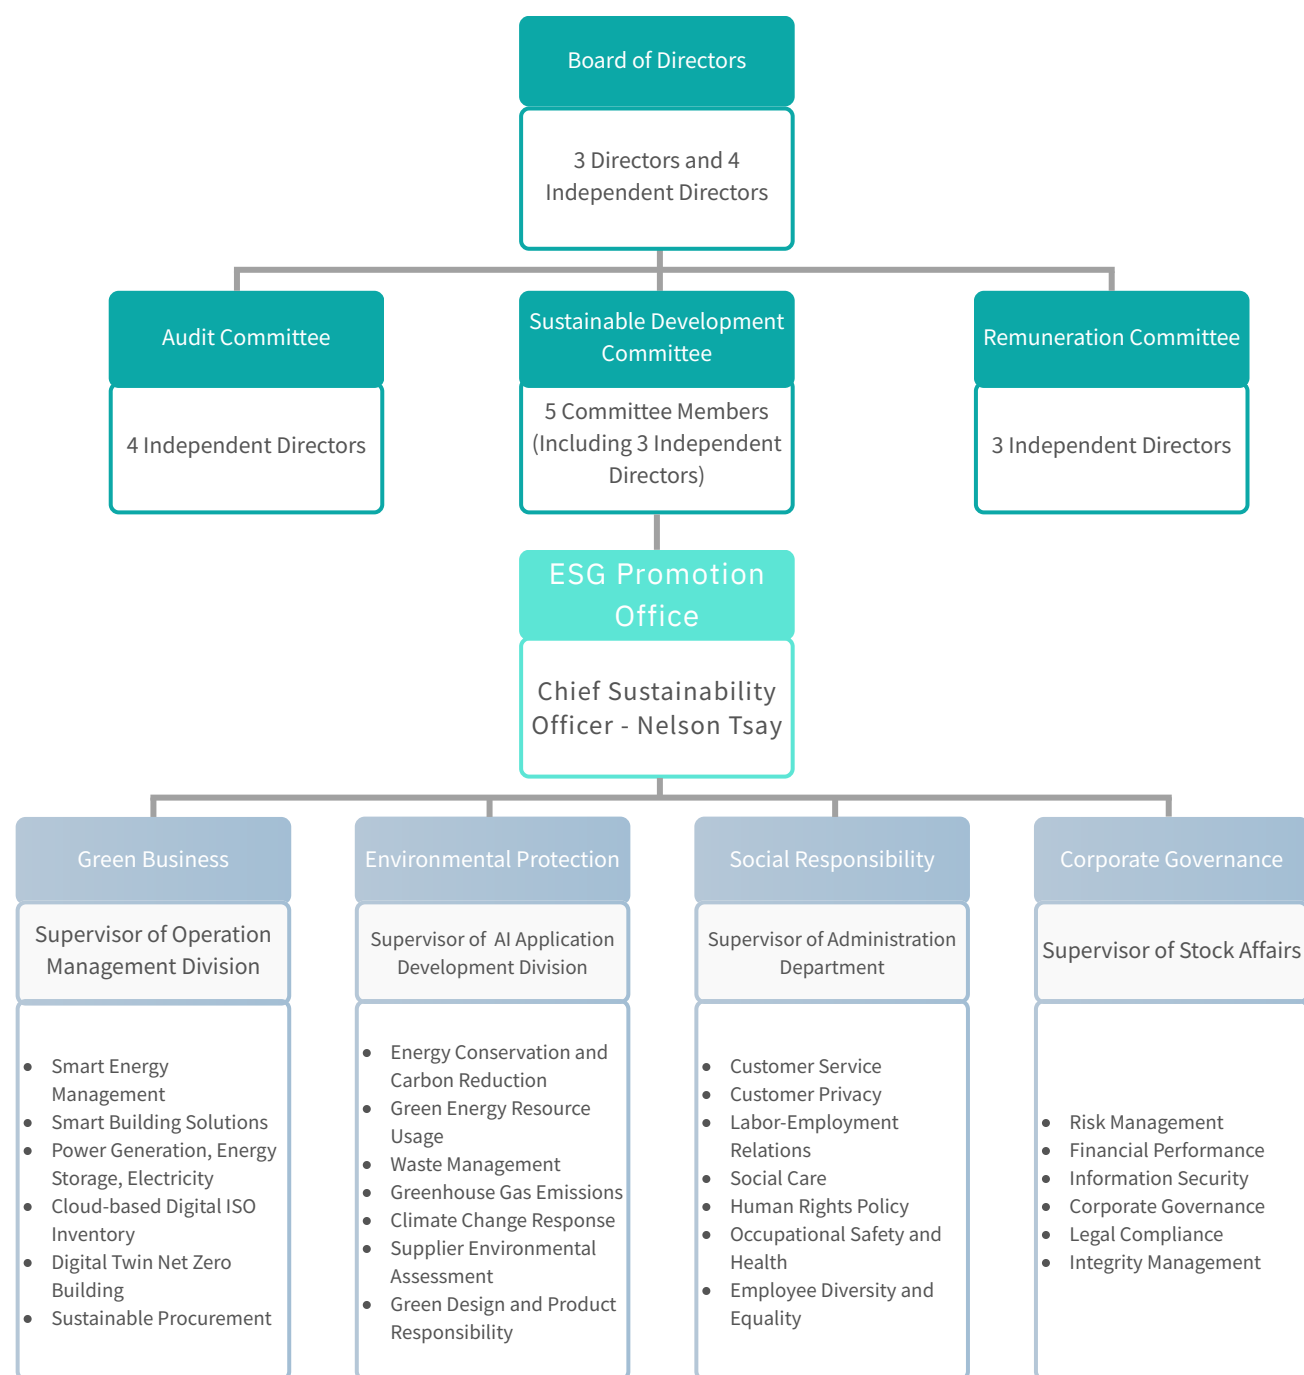 Board of Directors
3 Directors and 4
Independent Directors
Audit Committee
4 Independent Directors
Sustainable Development
Committee
5 Committee Members
(Including 3 Independent
Directors)
Remuneration Committee
3 Independent Directors
ESG Promotion
Office
Chief Sustainability
Officer - Nelson Tsay
Green Business
Supervisor of Operation
Management Division
• Smart Energy
Management
• Smart Building Solutions
• Power Generation, Energy
Storage, Electricity
• Cloud-based Digital ISO
Inventory
• Digital Twin Net Zero
Building
• Sustainable Procurement
Environmental Protection
Supervisor of AI Application
Development Division
• Energy Conservation and
Carbon Reduction
• Green Energy Resource
Usage
• Waste Management
• Greenhouse Gas Emissions
• Climate Change Response
• Supplier Environmental
Assessment
• Green Design and Product
Responsibility
Social Responsibility
Supervisor of Administration
Department
• Customer Service
• Customer Privacy
• Labor-Employment
Relations
• Social Care
• Human Rights Policy
• Occupational Safety and
Health
• Employee Diversity and
Equality
Corporate Governance
Supervisor of Stock Affairs
• Risk Management
• Financial Performance
• Information Security
• Corporate Governance
• Legal Compliance
• Integrity Management